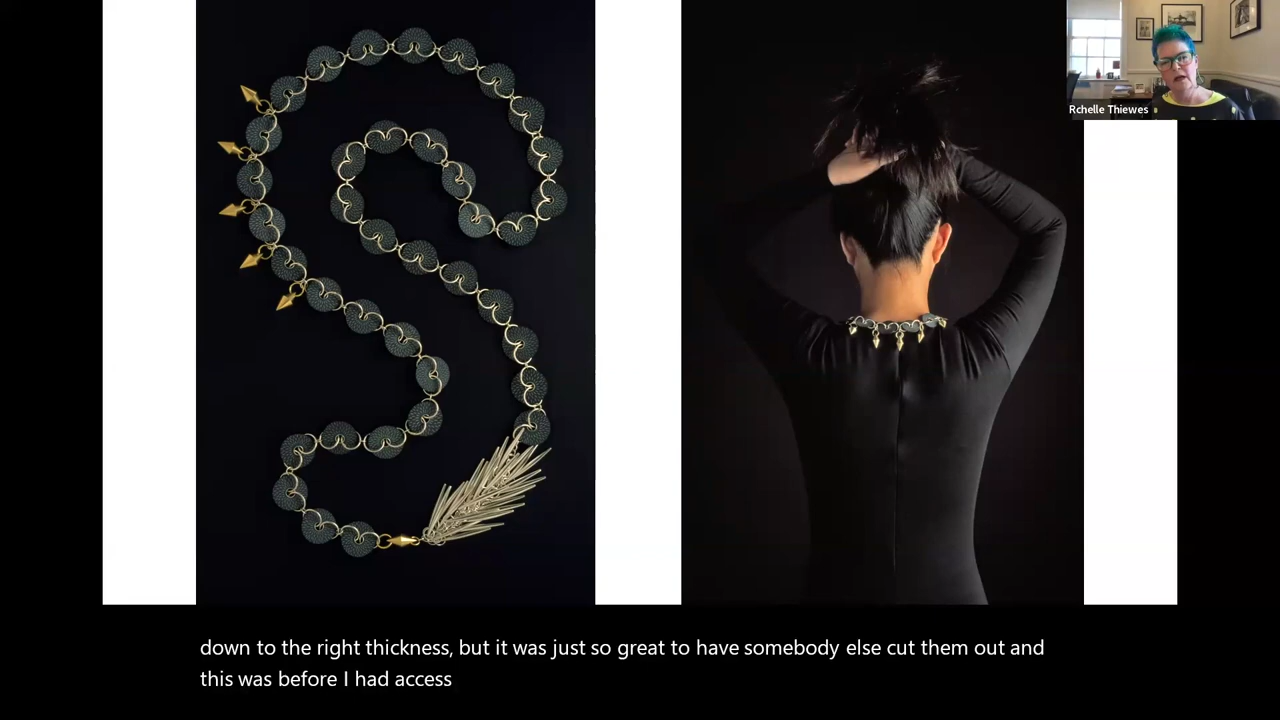 Rchelle Thiewes
down to the right thickness, but it was just so great to have somebody else cut them out and
this was before I had access